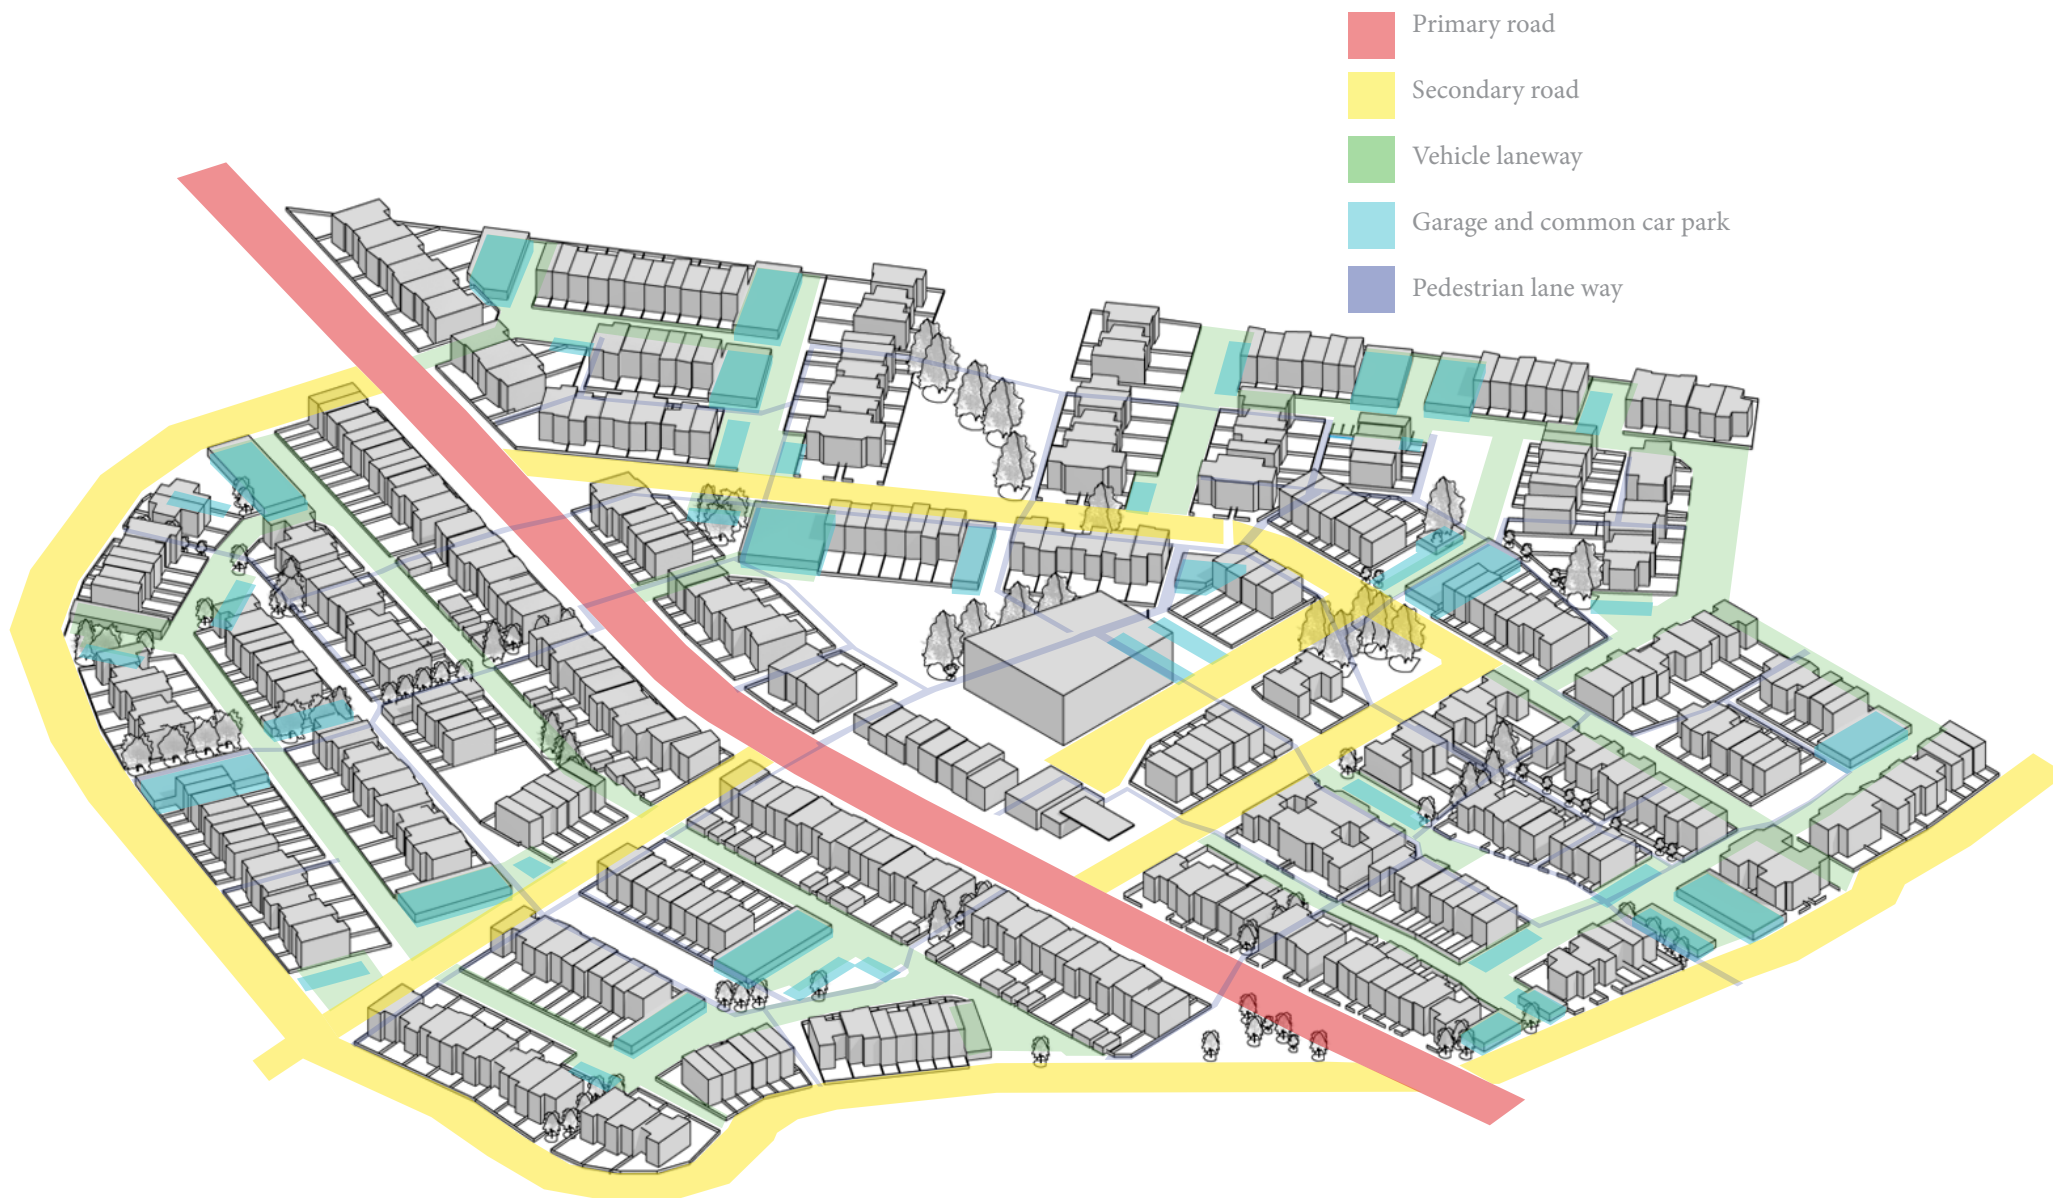 Primary road
Secondary road
Vehicle laneway
Garage and common car park
Pedestrian lane way